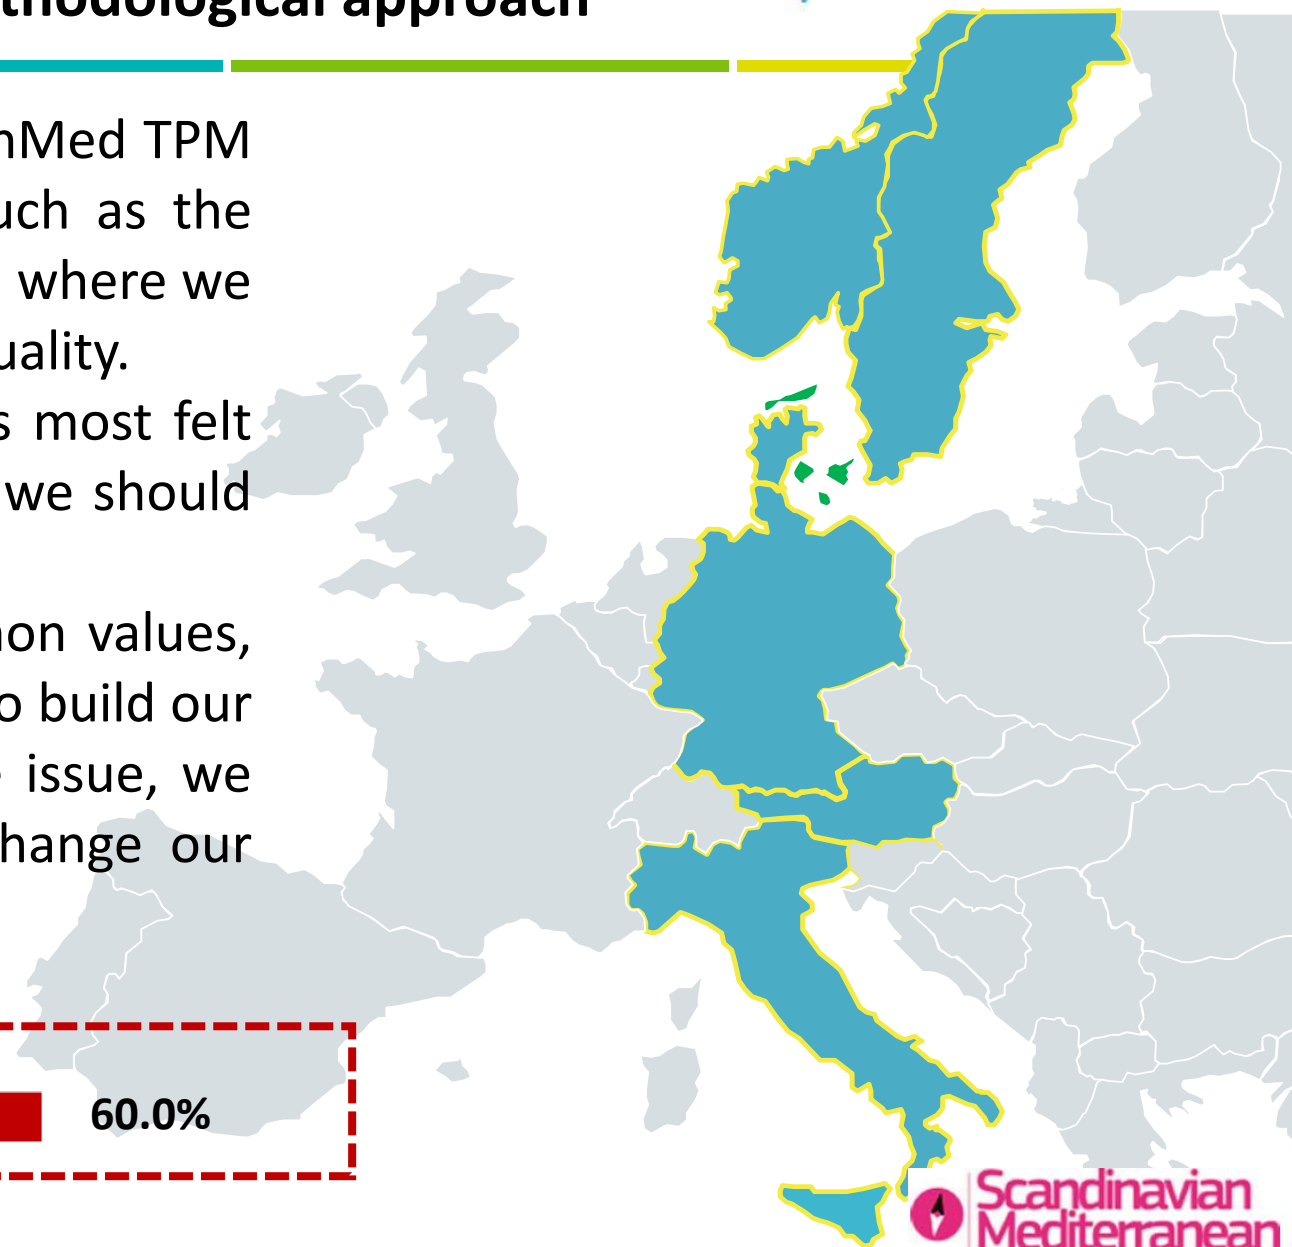 thodological approach
nMed TPM
uch as the
where we
uality.
s most felt
we should
non values,
o build our
e issue, we
hange our
60.0%
Scandinavian
Mediterranean